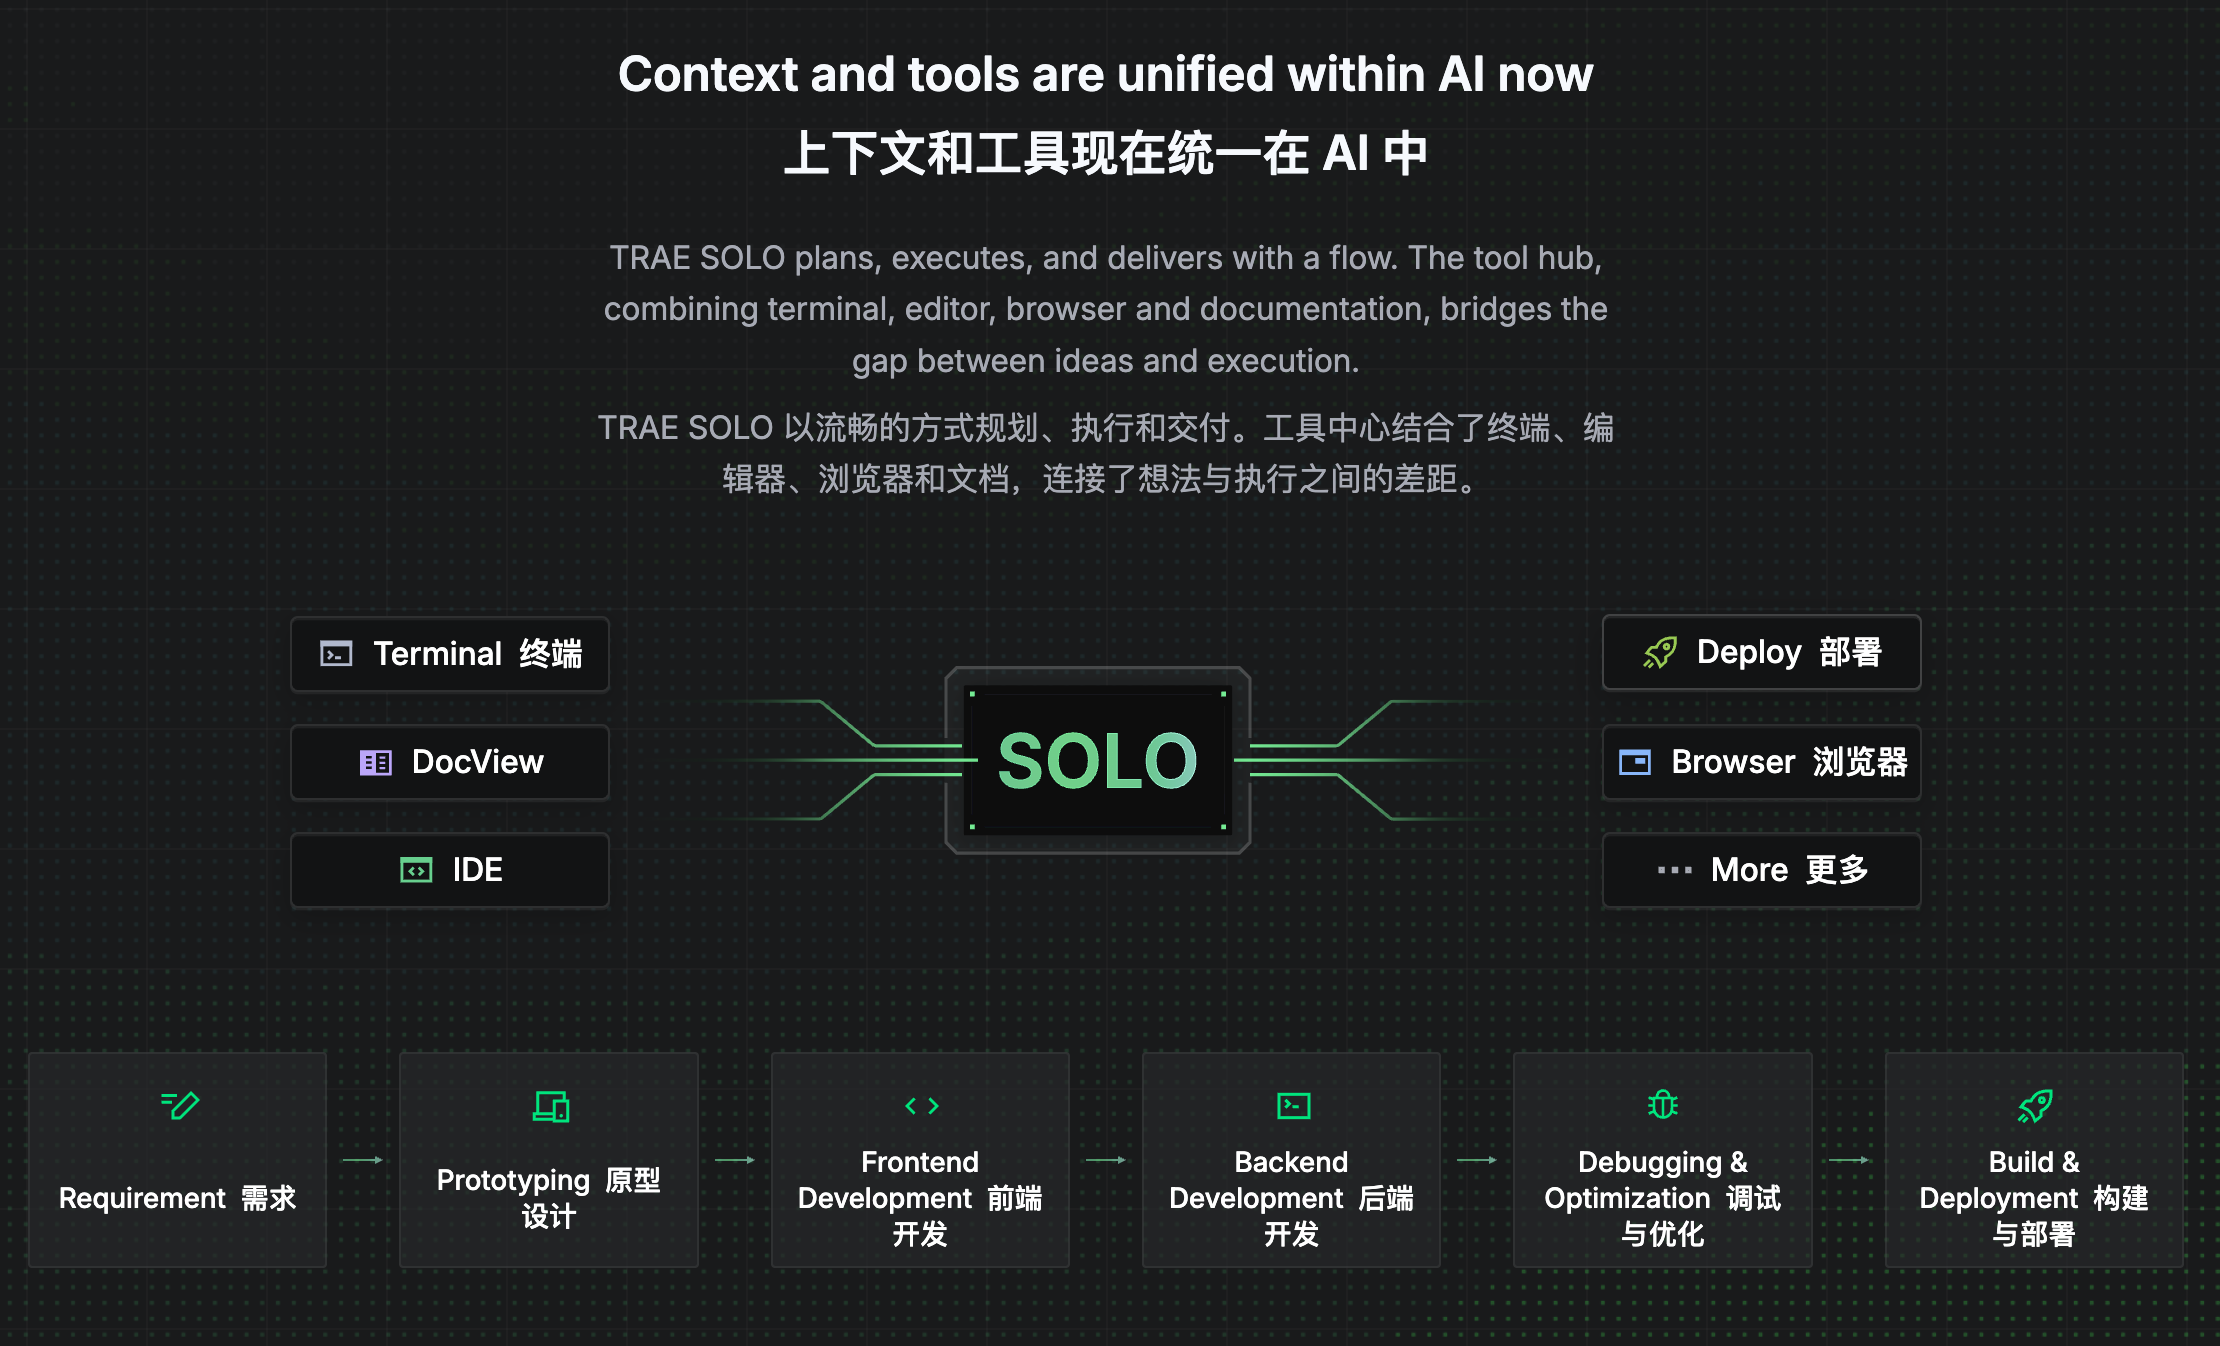 Context and tools are unified within AI now
上下文和工具现在统一在 AI 中
TRAE SOLO plans, executes, and delivers with a flow. The tool hub,
combining terminal, editor, browser and documentation, bridges the
gap between ideas and execution.
TRAE SOLO 以流畅的方式规划、执行和交付。工具中心结合了终端、编
辑器、浏览器和文档，连接了想法与执行之间的差距。
Terminal 终端
DocView
IDE
SOLO
Deploy 部署
Browser 浏览器
More 更多
Requirement 需求
Prototyping 原型
设计
Frontend
Development 前端
开发
Backend
Development 后端
开发
Debugging &
Optimization 调试
与优化
Build &
Deployment 构建
与部署